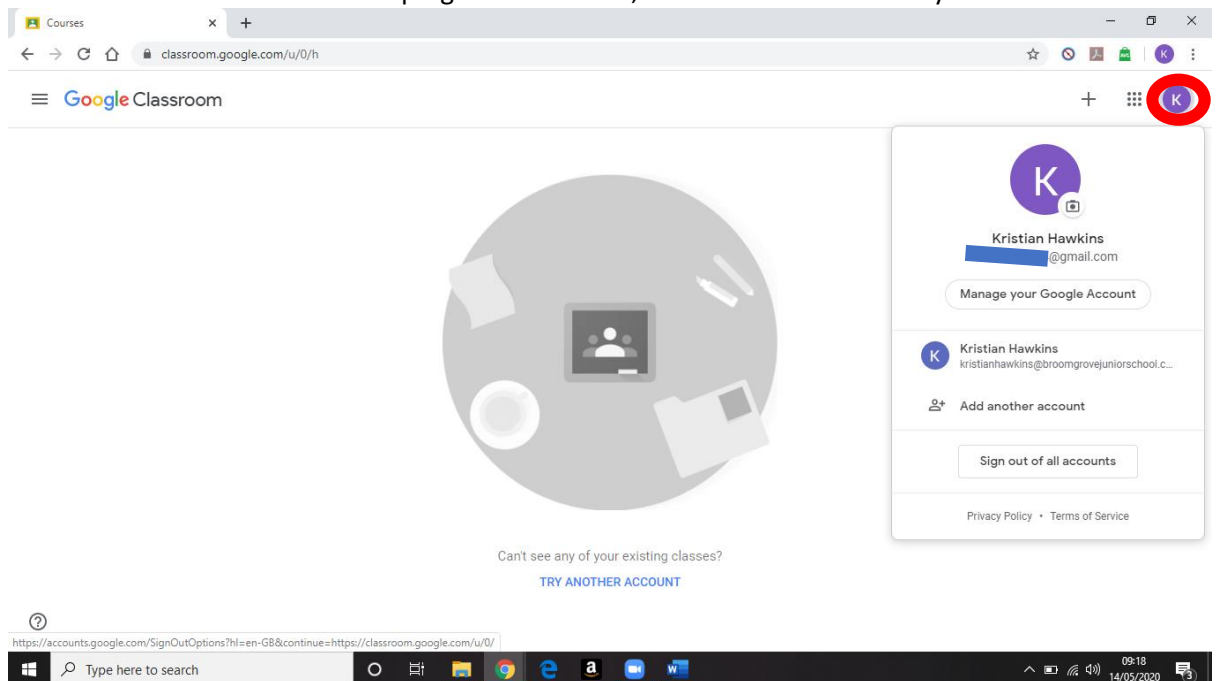 Courses
classroom.google.com/u/0/h
K
Google Classroom
K
K
Kristian Hawkins
@gmail.com
Manage your Google Account
K
Kristian Hawkins
kristianhawkins@broomgrovejuniorschool.c...
Add another account
Sign out of all accounts
Privacy Policy • Terms of Service
Can't see any of your existing classes?
TRY ANOTHER ACCOUNT
https://accounts.google.com/SignOutOptions?hl=en-GB&continue=https://classroom.google.com/u/0/
Type here to search
09:18
14/05/2020
3